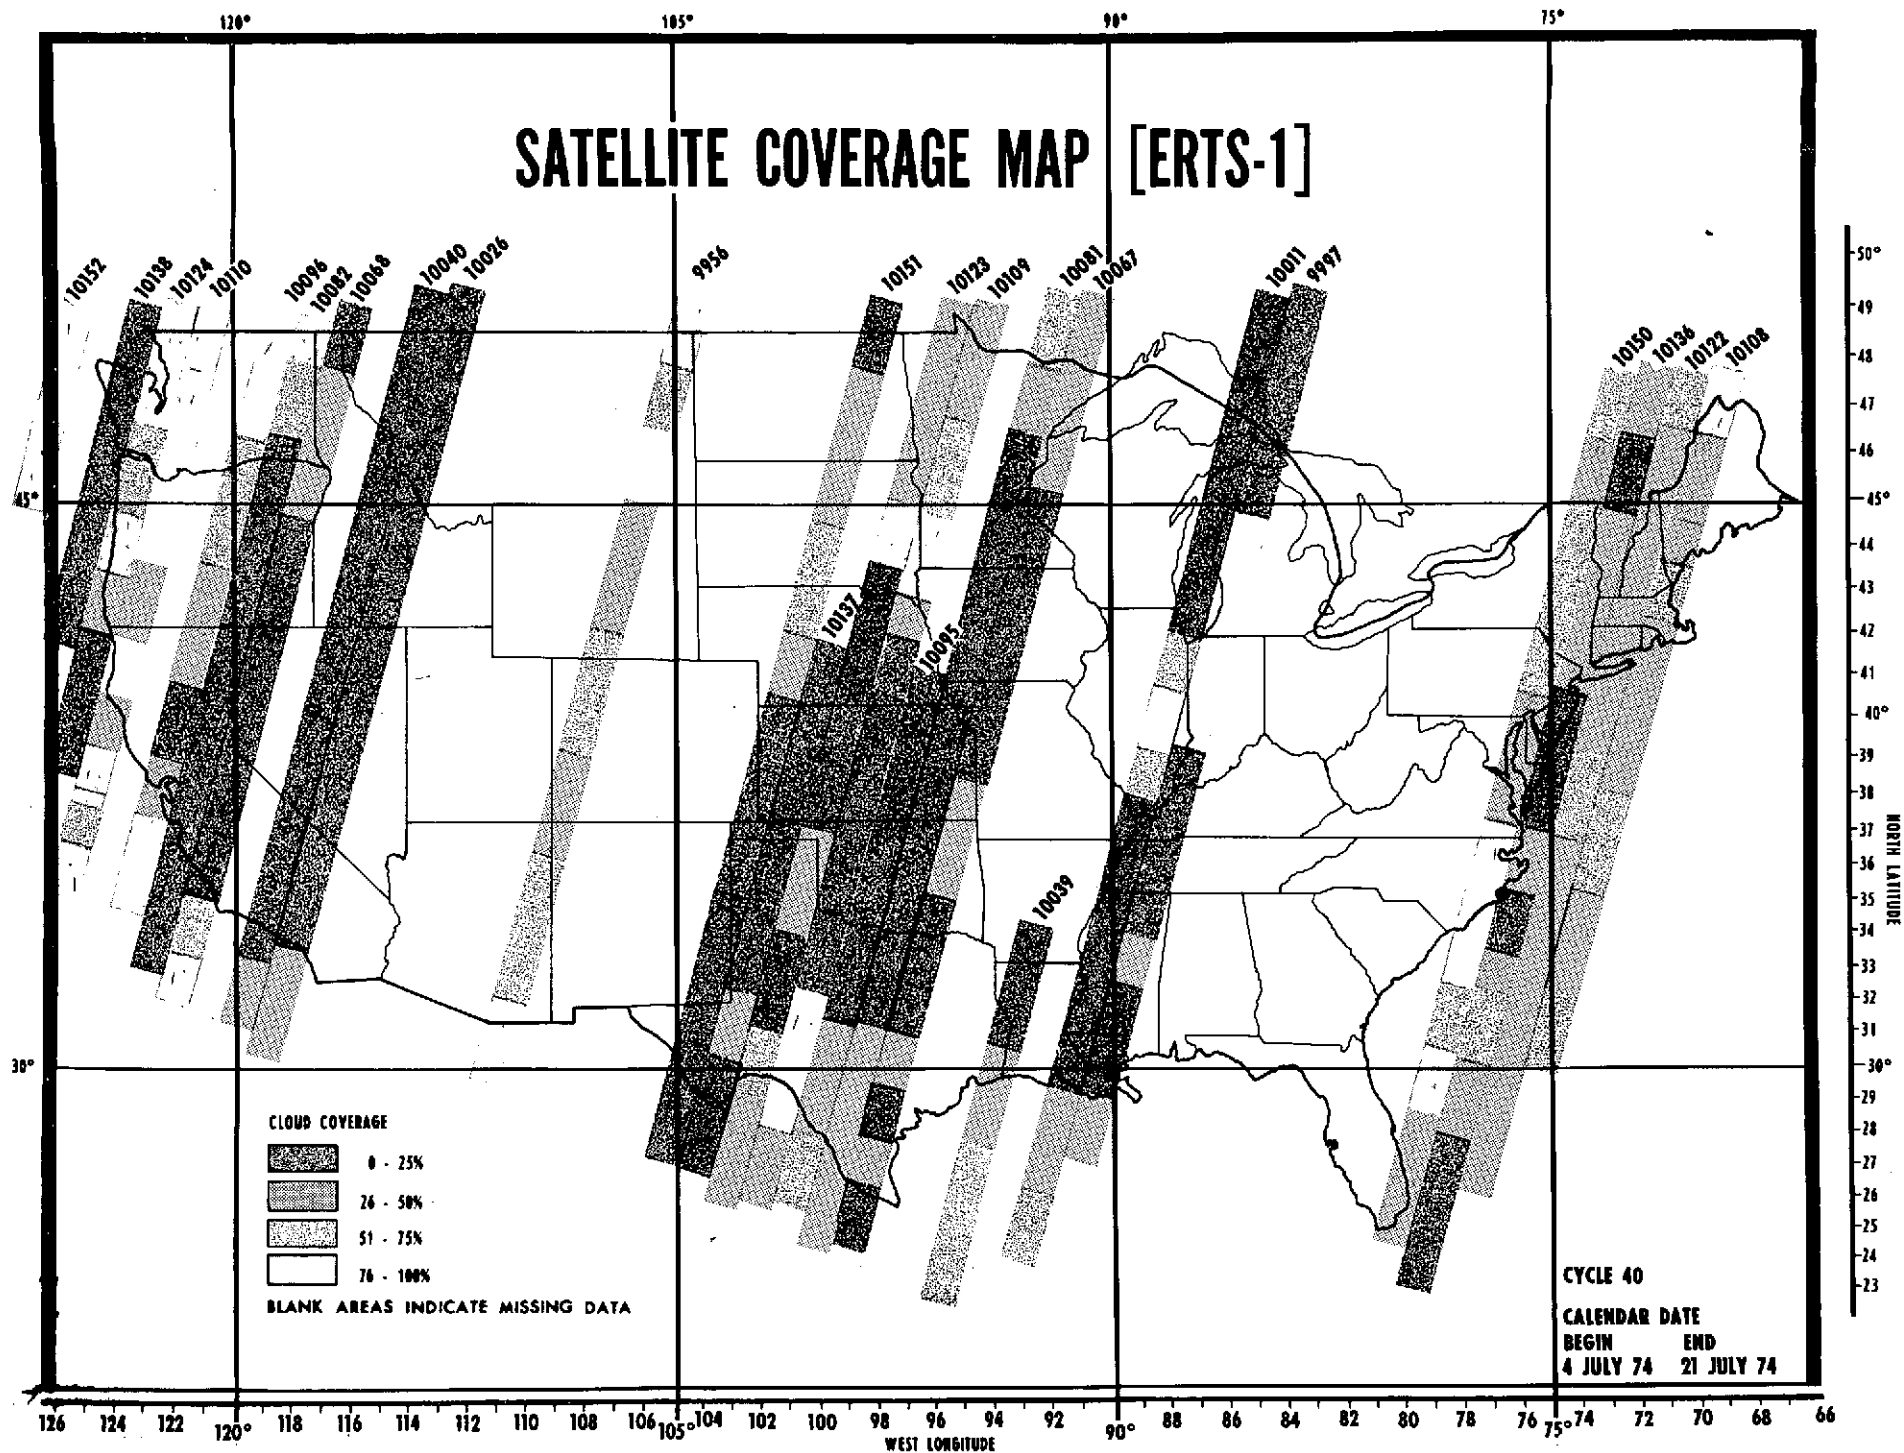 120° 105° 90° 75°
SATELLITE COVERAGE MAP [ERTS-1]
10152 10138 10124 10110 10096 10082 10068 10040 10026 9956 10151 10123 10109 10081 10067 10011 9997
10150 10136 10122 10108
10137
10095
10039
45°
30°
50°
49
48
47
46
45°
44
43
42
41
40°
39
38
37
36
35
34
33
32
31
30°
29
28
27
26
25
24
23
NORTH LATITUDE
CLOUD COVERAGE
0 - 25%
26 - 50%
51 - 75%
76 - 100%
BLANK AREAS INDICATE MISSING DATA
CYCLE 40
CALENDAR DATE
BEGIN END
4 JULY 74 21 JULY 74
126 124 122 120° 118 116 114 112 110 108 106 105° 104 102 100 98 96 94 92 90° 88 86 84 82 80 78 76 75° 74 72 70 68 66
WEST LONGITUDE